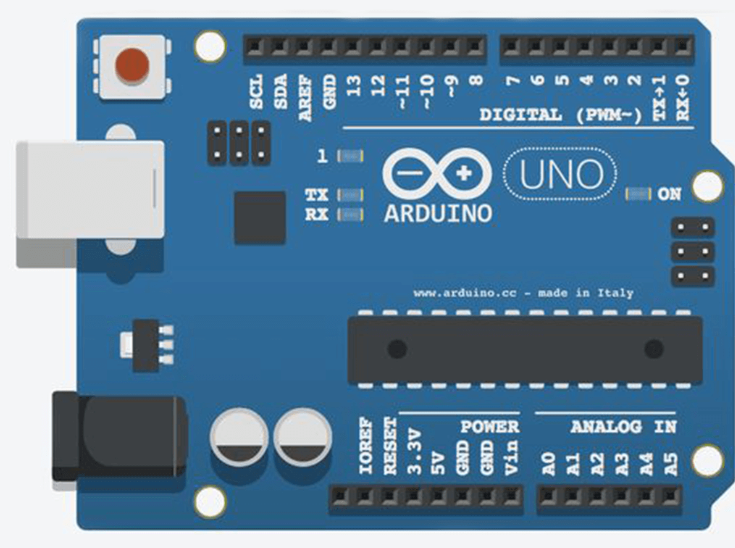 SCL
SDA
AREF
GND
13
12
~11
~10
~9
8
7
6
5
4
3
2
TX→1
RX←0
DIGITAL (PWM~)
1
TX
RX
ARDUINO
UNO
ON
www.arduino.cc - made in Italy
POWER
ANALOG IN
IOREF
RESET
3.3V
5V
GND
GND
Vin
A0
A1
A2
A3
A4
A5